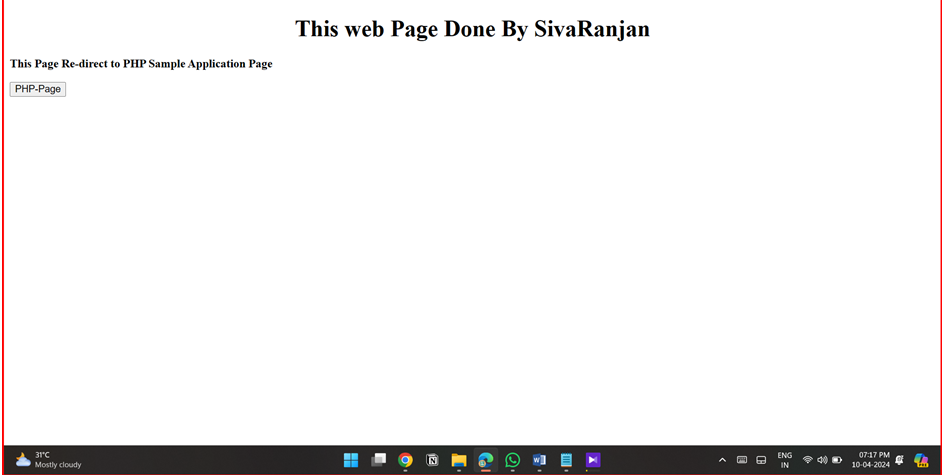 This web Page Done By SivaRanjan
This Page Re-direct to PHP Sample Application Page
PHP-Page
31°C
Mostly cloudy
ENG
IN
07:17 PM
10-04-2024